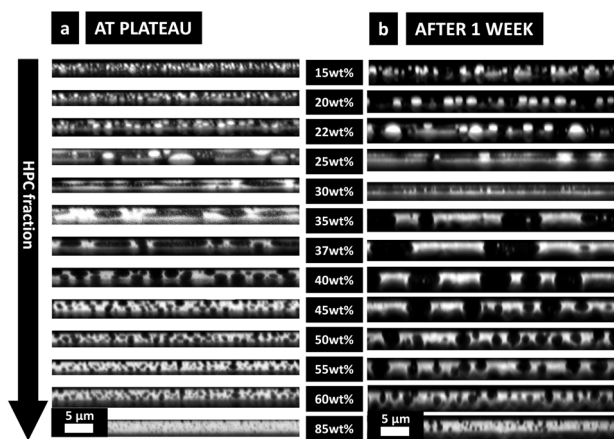 a AT PLATEAU
b AFTER 1 WEEK
HPC fraction
15wt%
20wt%
22wt%
25wt%
30wt%
35wt%
37wt%
40wt%
45wt%
50wt%
55wt%
60wt%
85wt%
5 µm
5 µm